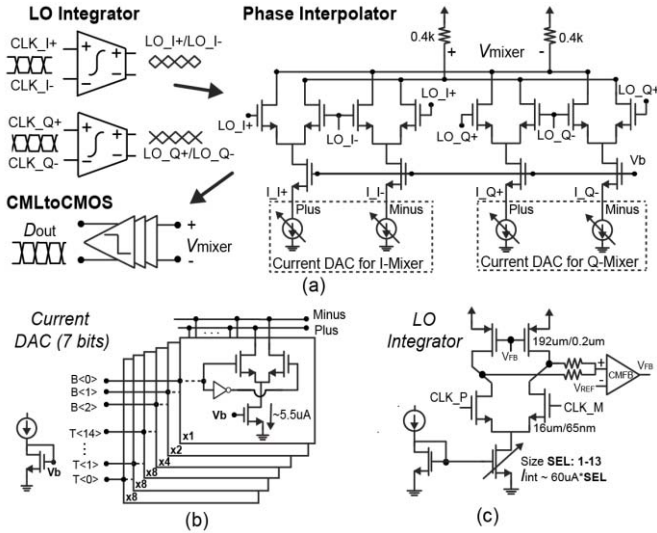 LO Integrator
CLK_I+
CLK_I-
LO_I+/LO_I-
CLK_Q+
CLK_Q-
LO_Q+/LO_Q-
CMLtoCMOS
Dout
Vmixer
+
-
Phase Interpolator
0.4k
+ Vmixer -
0.4k
LO_I+
LO_I-
LO_I+
LO_Q+
LO_Q-
LO_Q+
Vb
I_I+
I_I-
I_Q+
I_Q-
Plus
Minus
Plus
Minus
Current DAC for I-Mixer
Current DAC for Q-Mixer
(a)
Current
DAC (7 bits)
Minus
Plus
B<0>
B<1>
B<2>
T<14>
T<1>
T<0>
Vb
Vb
~5.5uA
x1
x2
x4
x8
x8
x8
(b)
LO
Integrator
192um/0.2um
VFB
VFB
VREF
+
-
CMFB
CLK_P
CLK_M
16um/65nm
Size SEL: 1-13
Iint ~ 60uA*SEL
(c)